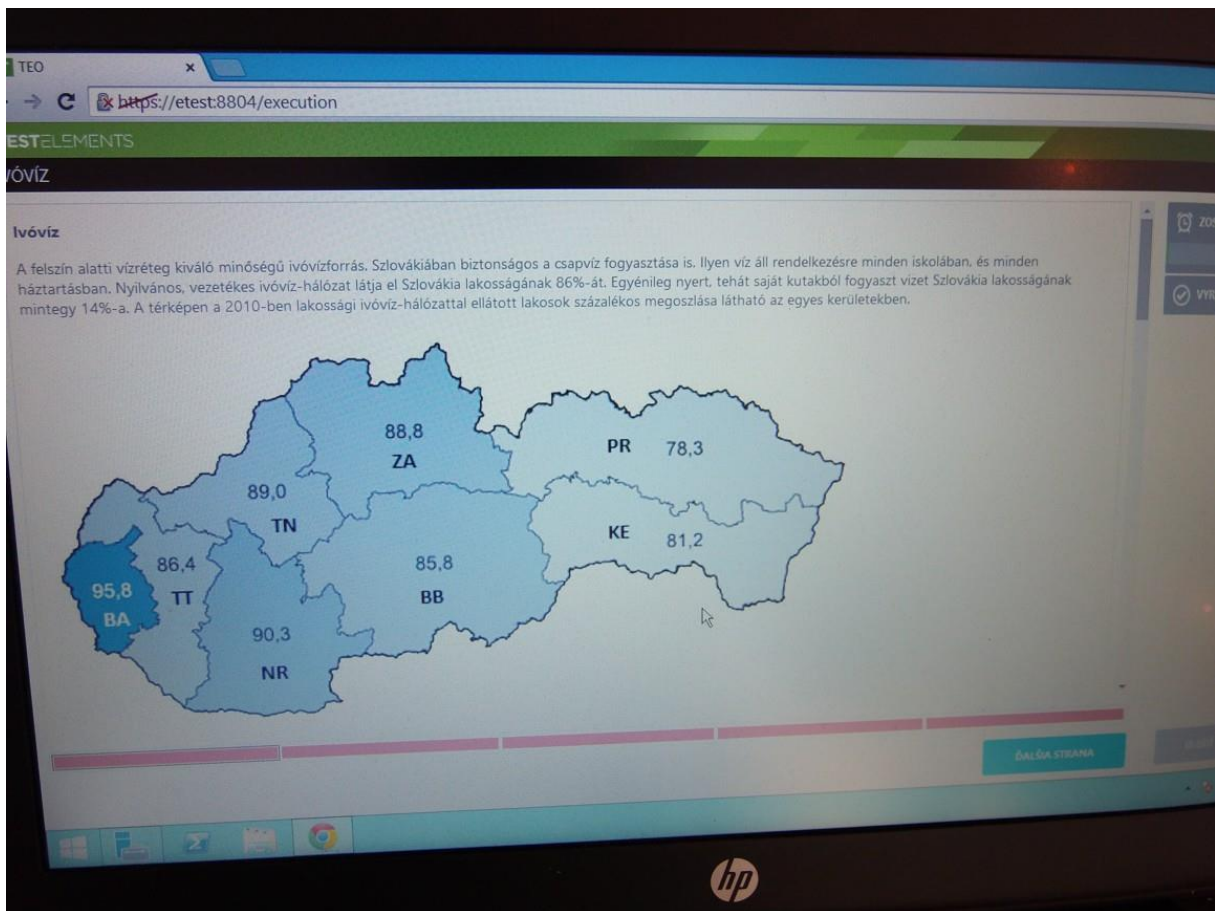 TEO
https://etest:8804/execution
ESTELEMENTS
IVÓVÍZ
Ivóvíz
A felszín alatti vízréteg kiváló minőségű ivóvízforrás. Szlovákiában biztonságos a csapvíz fogyasztása is. Ilyen víz áll rendelkezésre minden iskolában, és minden
háztartásban. Nyilvános, vezetékes ivóvíz-hálózat látja el Szlovákia lakosságának 86%-át. Egyénileg nyert, tehát saját kutakból fogyaszt vizet Szlovákia lakosságának
mintegy 14%-a. A térképen a 2010-ben lakossági ivóvíz-hálózattal ellátott lakosok százalékos megoszlása látható az egyes kerületekben.
88,8
ZA
PR 78,3
89,0
TN
KE 81,2
86,4
TT
85,8
BB
95,8
BA
90,3
NR
ĎALŠIA STRANA
hp